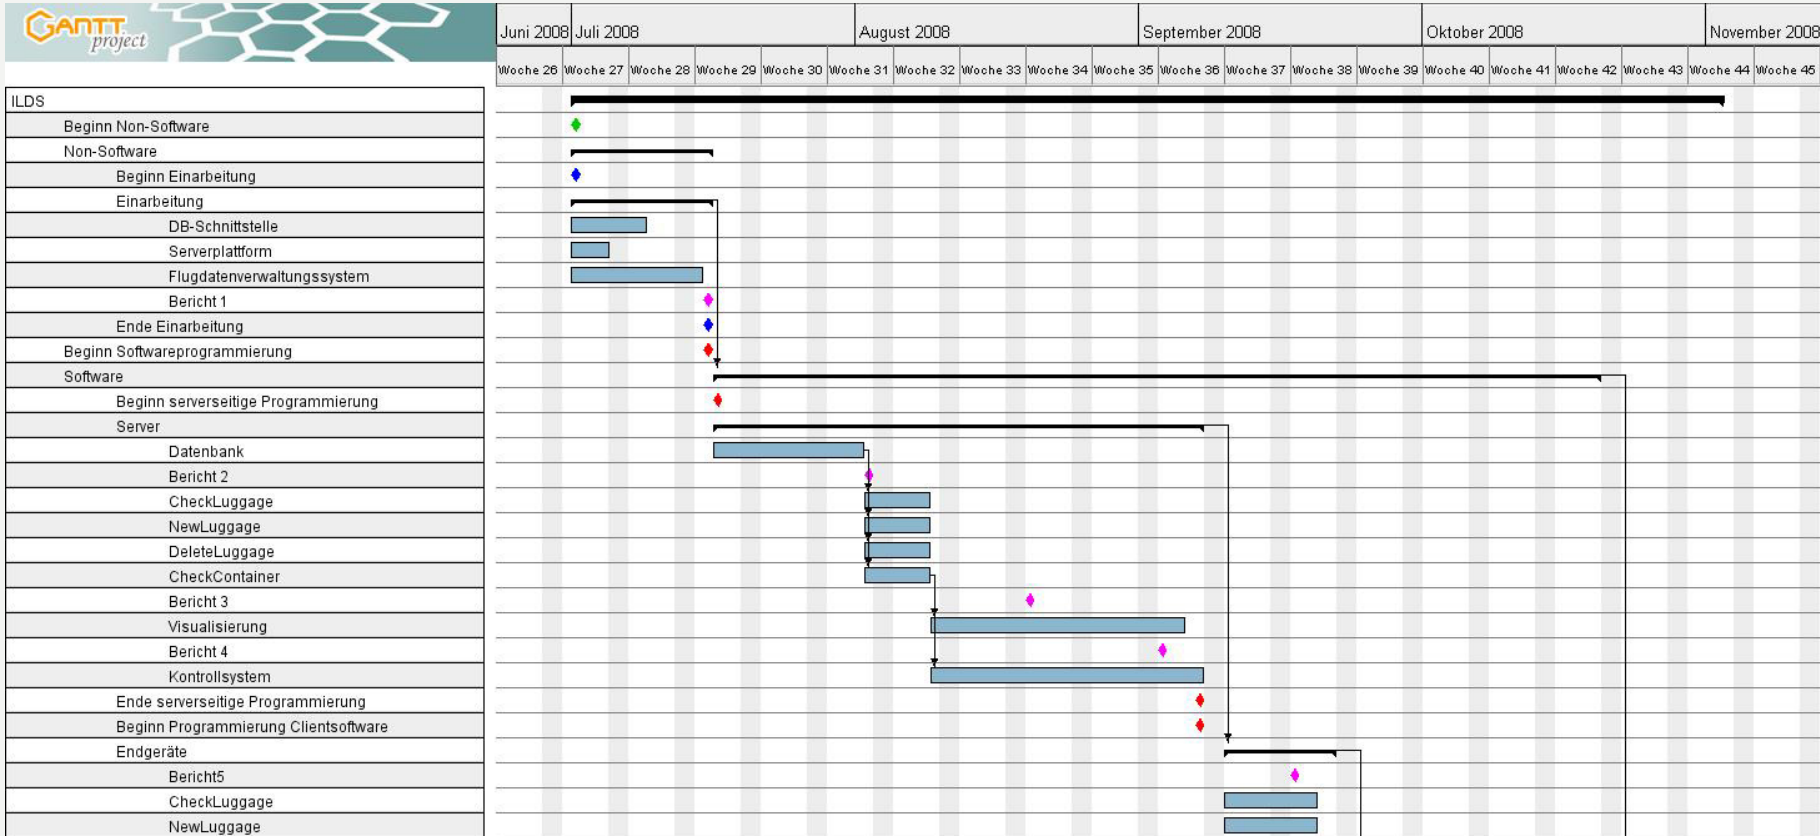 GANTT
project
Juni 2008 Juli 2008 August 2008 September 2008 Oktober 2008 November 2008
Woche 26 Woche 27 Woche 28 Woche 29 Woche 30 Woche 31 Woche 32 Woche 33 Woche 34 Woche 35 Woche 36 Woche 37 Woche 38 Woche 39 Woche 40 Woche 41 Woche 42 Woche 43 Woche 44 Woche 45
ILDS
Beginn Non-Software
Non-Software
Beginn Einarbeitung
Einarbeitung
DB-Schnittstelle
Serverplattform
Flugdatenverwaltungssystem
Bericht 1
Ende Einarbeitung
Beginn Softwareprogrammierung
Software
Beginn serverseitige Programmierung
Server
Datenbank
Bericht 2
CheckLuggage
NewLuggage
DeleteLuggage
CheckContainer
Bericht 3
Visualisierung
Bericht 4
Kontrollsystem
Ende serverseitige Programmierung
Beginn Programmierung Clientsoftware
Endgeräte
Bericht5
CheckLuggage
NewLuggage